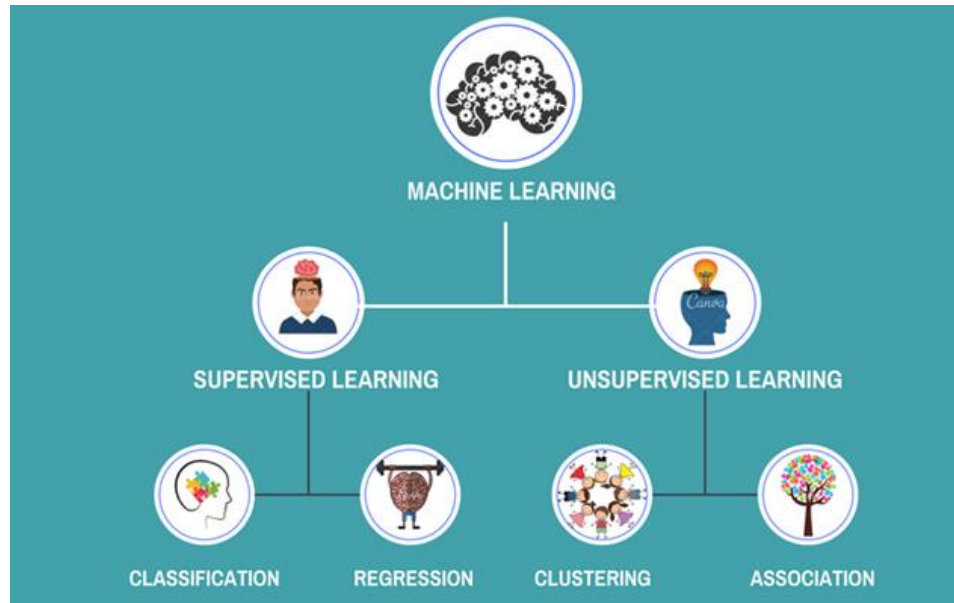 MACHINE LEARNING
Canva
SUPERVISED LEARNING
UNSUPERVISED LEARNING
CLASSIFICATION
REGRESSION
CLUSTERING
ASSOCIATION